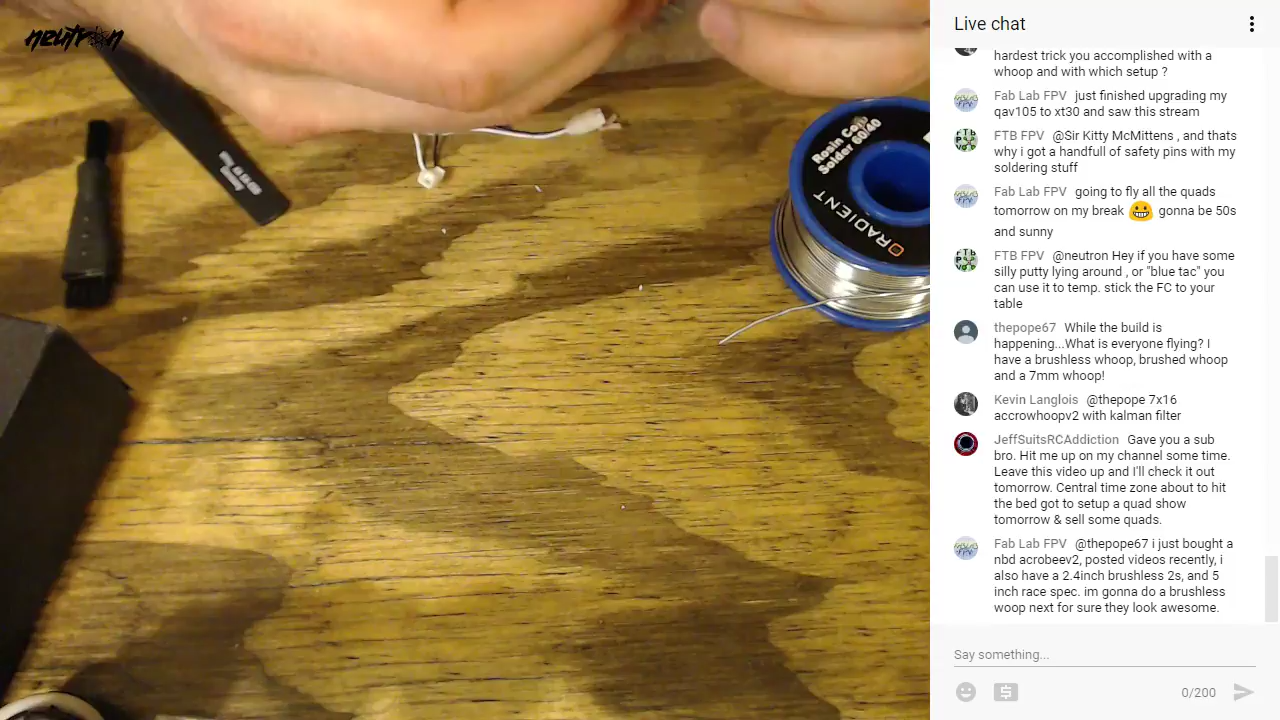 neutron
Rosin Core
Solder 60/40
RADIENT
Live chat
hardest trick you accomplished with a
whoop and with which setup ?
Fab Lab FPV just finished upgrading my
qav105 to xt30 and saw this stream
FTB FPV @Sir Kitty McMittens , and thats
why i got a handfull of safety pins with my
soldering stuff
Fab Lab FPV going to fly all the quads
tomorrow on my break 😀 gonna be 50s
and sunny
FTB FPV @neutron Hey if you have some
silly putty lying around , or "blue tac" you
can use it to temp. stick the FC to your
table
thepope67 While the build is
happening...What is everyone flying? I
have a brushless whoop, brushed whoop
and a 7mm whoop!
Kevin Langlois @thepope 7x16
accrowhoopv2 with kalman filter
JeffSuitsRCAddiction Gave you a sub
bro. Hit me up on my channel some time.
Leave this video up and I'll check it out
tomorrow. Central time zone about to hit
the bed got to setup a quad show
tomorrow & sell some quads.
Fab Lab FPV @thepope67 i just bought a
nbd acrobeev2, posted videos recently, i
also have a 2.4inch brushless 2s, and 5
inch race spec. im gonna do a brushless
woop next for sure they look awesome.
Say something...
0/200